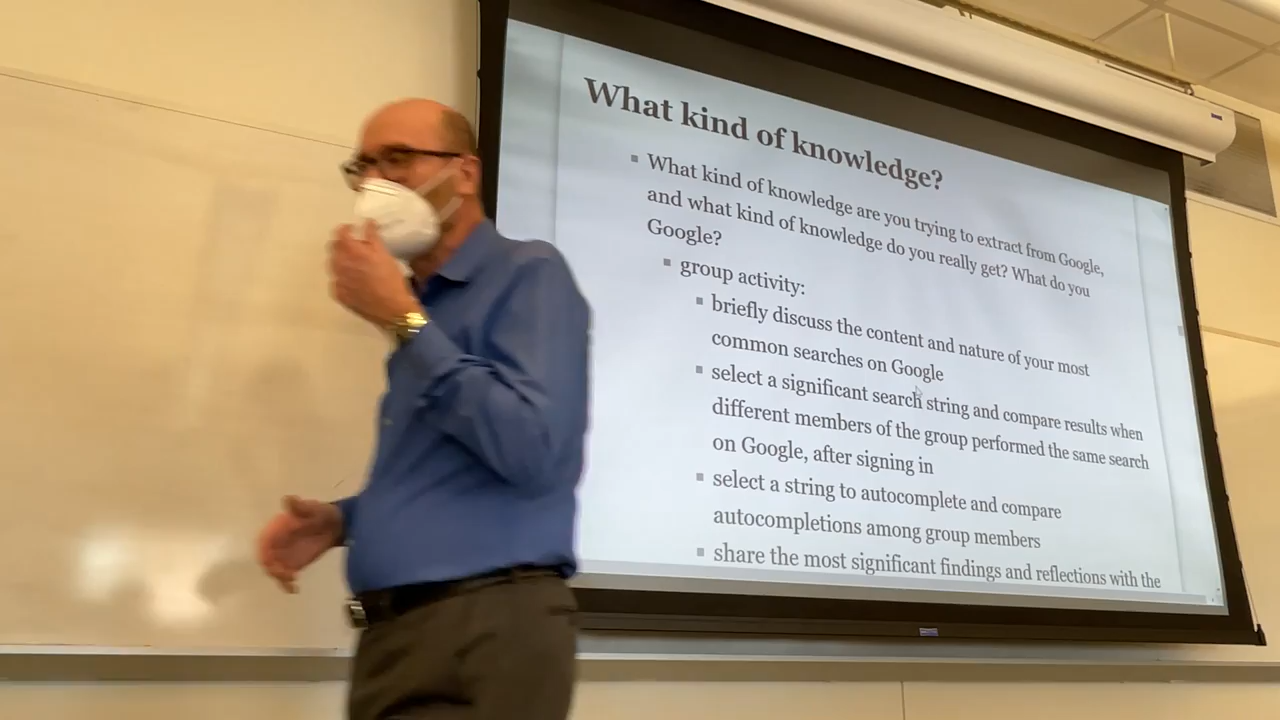 What kind of knowledge?
What kind of knowledge are you trying to extract from Google,
and what kind of knowledge do you really get? What do you
Google?
group activity:
briefly discuss the content and nature of your most
common searches on Google
select a significant search string and compare results when
different members of the group performed the same search
on Google, after signing in
select a string to autocomplete and compare
autocompletions among group members
share the most significant findings and reflections with the